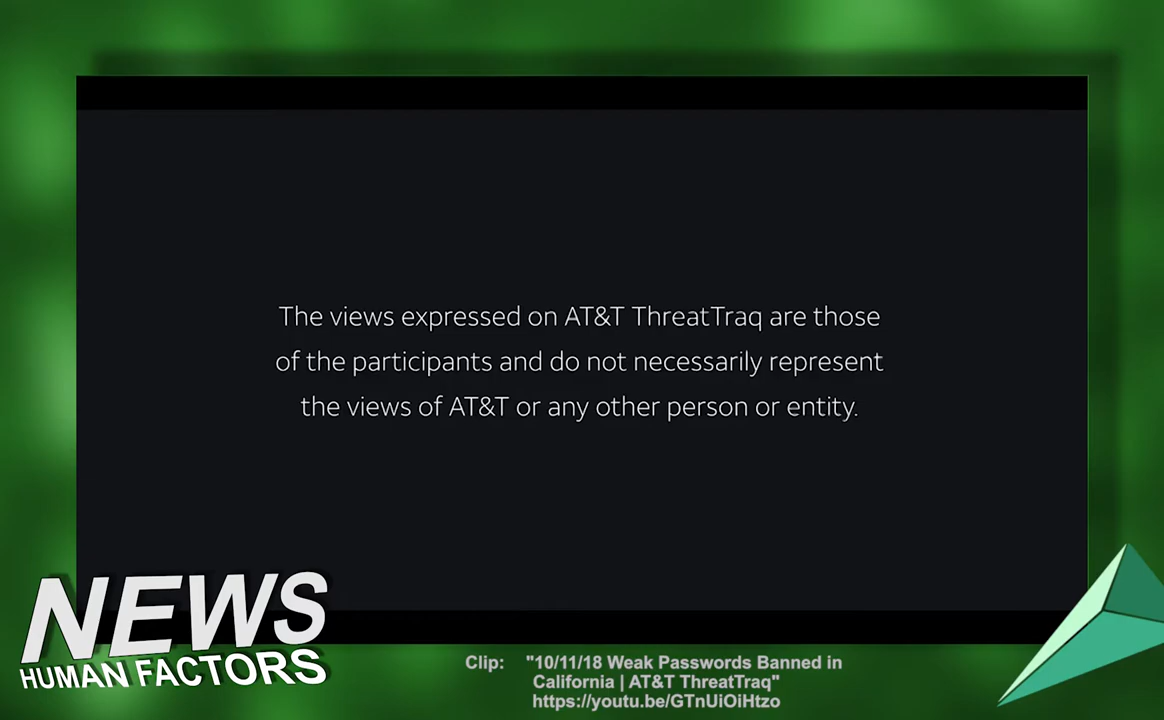 The views expressed on AT&T ThreatTraq are those
of the participants and do not necessarily represent
the views of AT&T or any other person or entity.
NEWS
HUMAN FACTORS
Clip: "10/11/18 Weak Passwords Banned in
California | AT&T ThreatTraq"
https://youtu.be/GTnUiOiHtzo